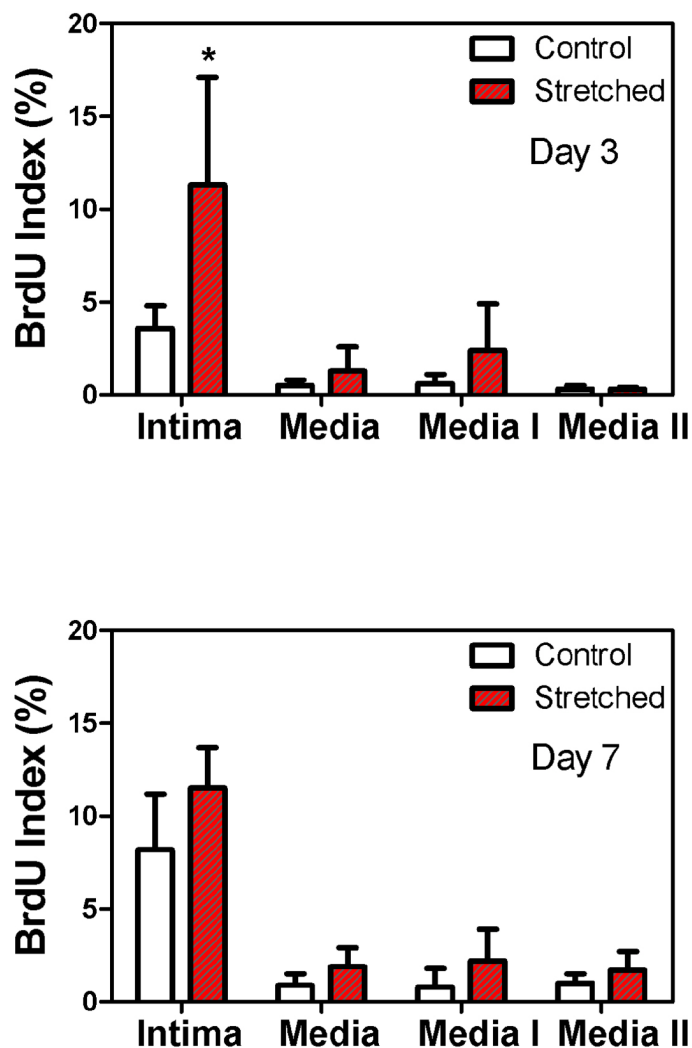 20
15
10
5
0
BrdU Index (%)
*
Control
Stretched
Day 3
Intima Media Media I Media II
20
15
10
5
0
BrdU Index (%)
Control
Stretched
Day 7
Intima Media Media I Media II